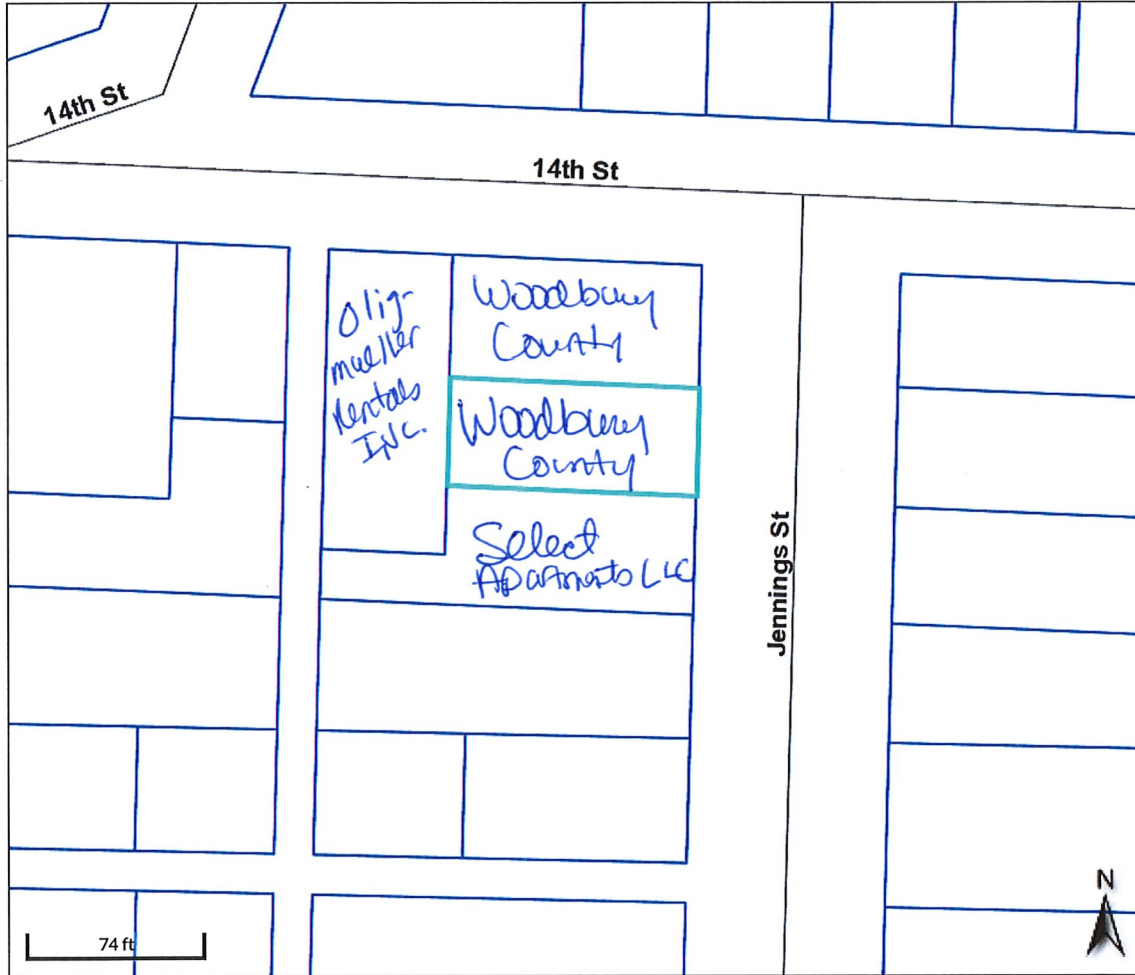 14th St
14th St
Olig-
mueller
Rentals
INC.
Woodbury
County
Woodbury
County
Select
Apartments LLC
Jennings St
N
74 ft